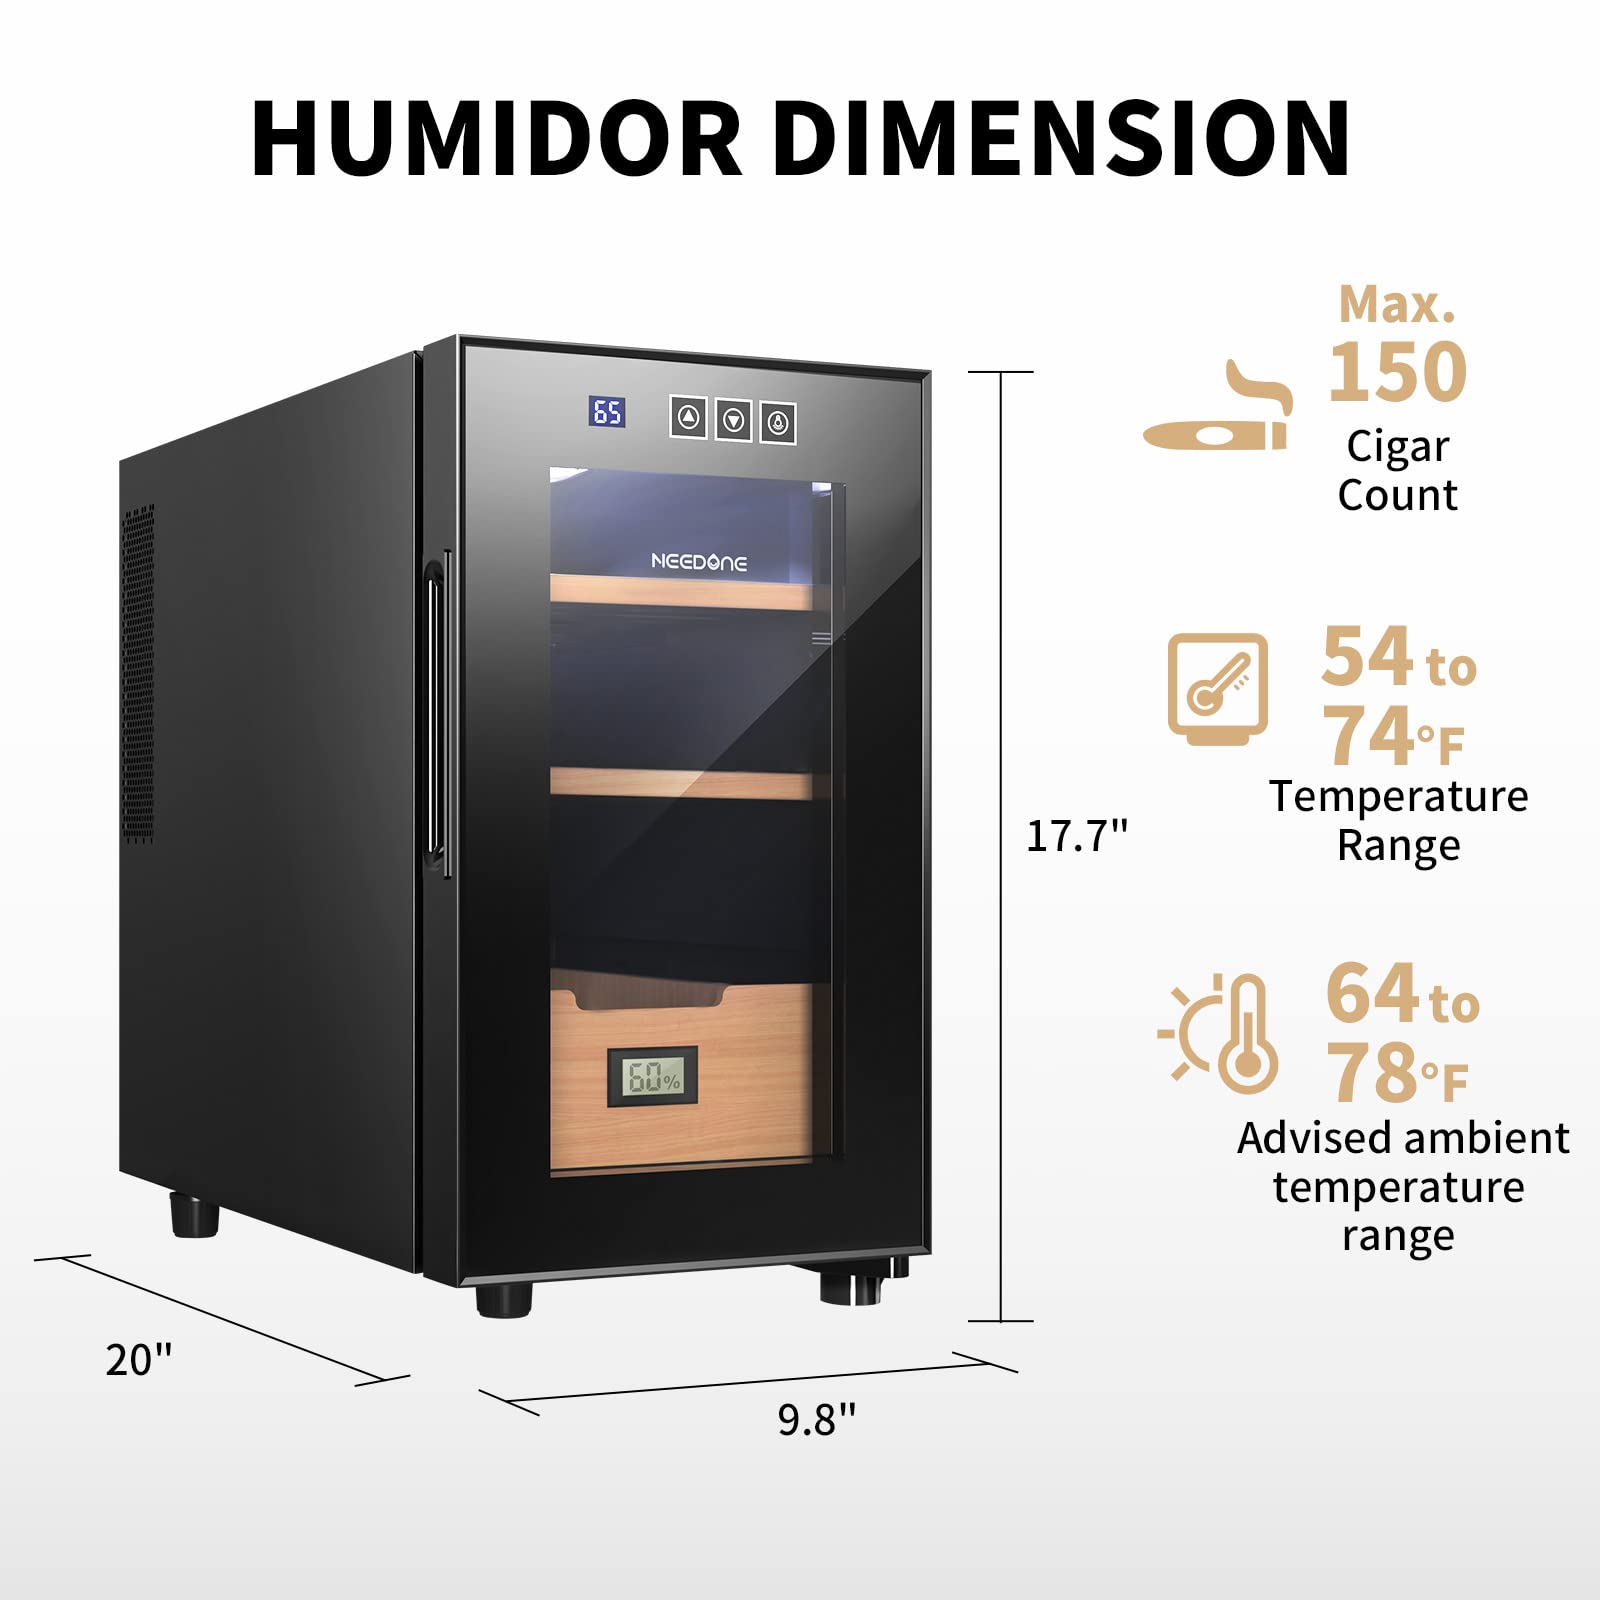 HUMIDOR DIMENSION
Max.
150
Cigar
Count
65
NEEDONE
54 to
74°F
Temperature
Range
17.7"
64 to
78°F
Advised ambient
temperature
range
60%
20"
9.8"